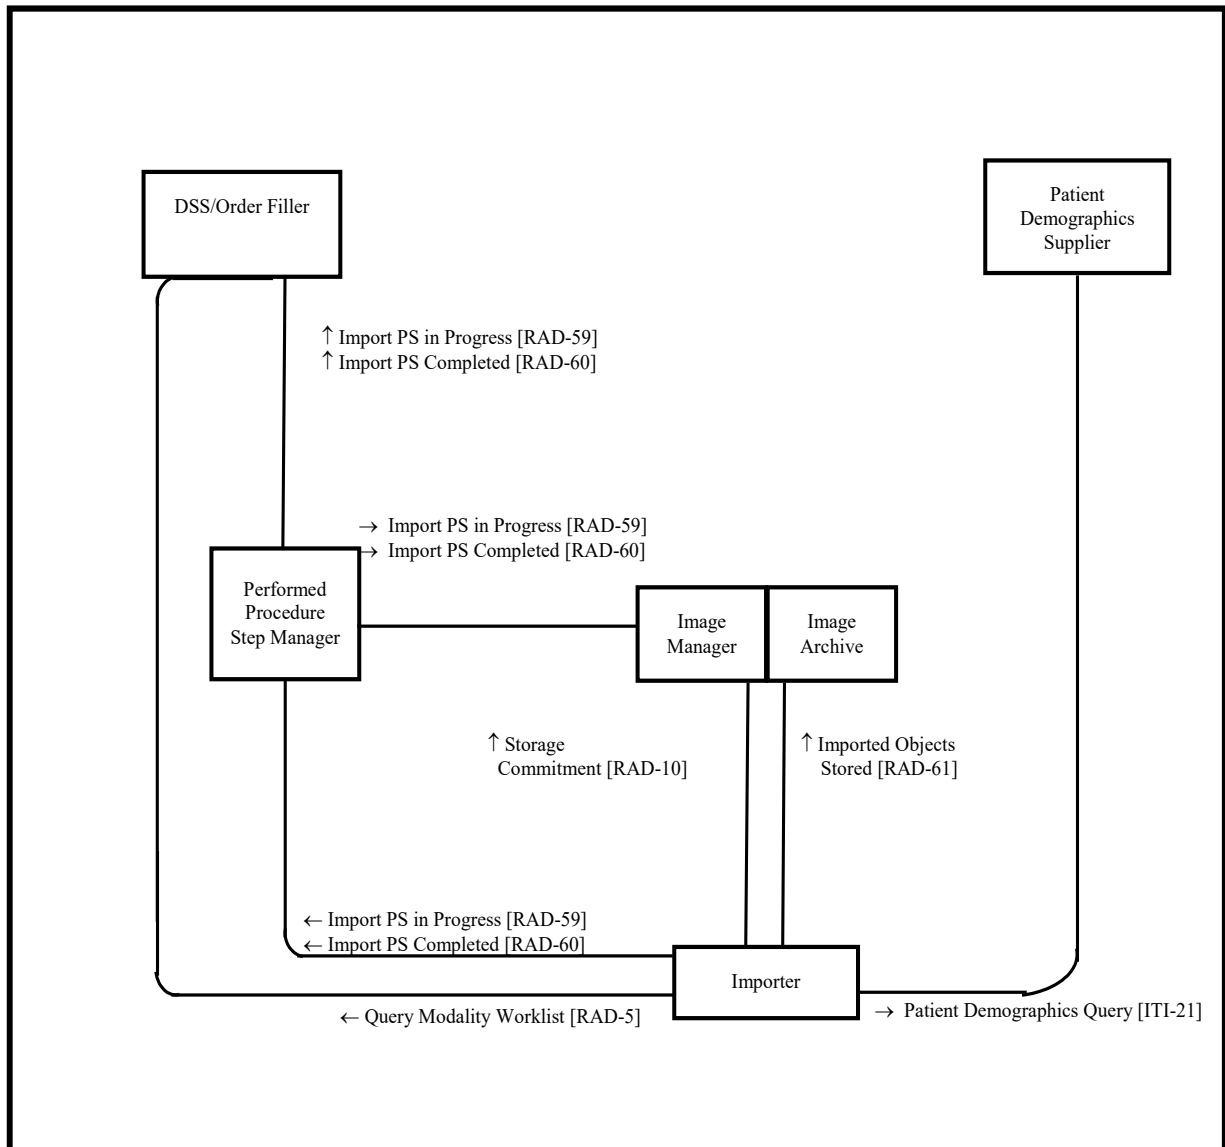 DSS/Order Filler
Patient
Demographics
Supplier
↑ Import PS in Progress [RAD-59]
↑ Import PS Completed [RAD-60]
→ Import PS in Progress [RAD-59]
→ Import PS Completed [RAD-60]
Performed
Procedure
Step Manager
Image
Manager
Image
Archive
↑ Storage
Commitment [RAD-10]
↑ Imported Objects
Stored [RAD-61]
← Import PS in Progress [RAD-59]
← Import PS Completed [RAD-60]
Importer
← Query Modality Worklist [RAD-5]
→ Patient Demographics Query [ITI-21]